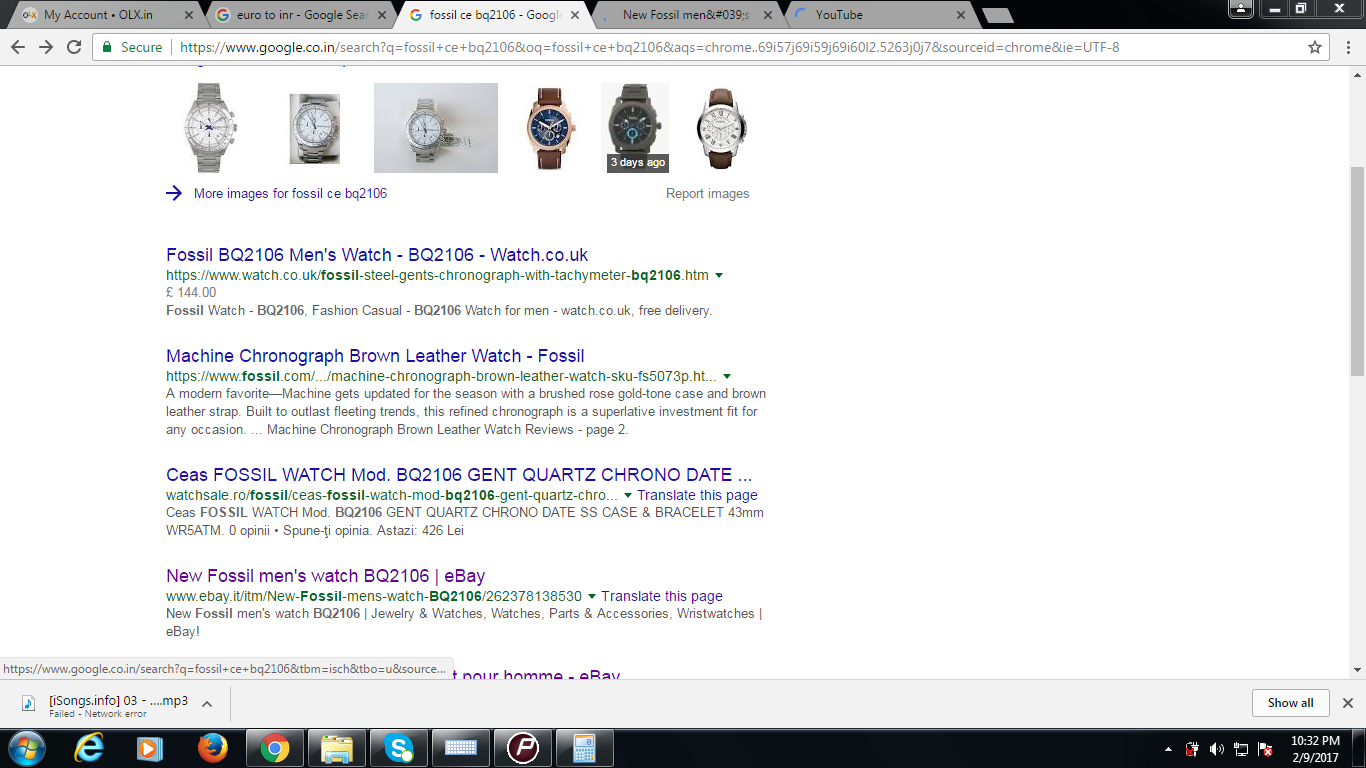 My Account • OLX.in
euro to inr - Google Sear
fossil ce bq2106 - Googl
New Fossil men&#039;s
YouTube
Secure
https://www.google.co.in/search?q=fossil+ce+bq2106&oq=fossil+ce+bq2106&aqs=chrome..69i57j69i59j69i60l2.5263j0j7&sourceid=chrome&ie=UTF-8
3 days ago
More images for fossil ce bq2106
Report images
Fossil BQ2106 Men's Watch - BQ2106 - Watch.co.uk
https://www.watch.co.uk/fossil-steel-gents-chronograph-with-tachymeter-bq2106.htm
£ 144.00
Fossil Watch - BQ2106, Fashion Casual - BQ2106 Watch for men - watch.co.uk, free delivery.
Machine Chronograph Brown Leather Watch - Fossil
https://www.fossil.com/.../machine-chronograph-brown-leather-watch-sku-fs5073p.ht...
A modern favorite—Machine gets updated for the season with a brushed rose gold-tone case and brown
leather strap. Built to outlast fleeting trends, this refined chronograph is a superlative investment fit for
any occasion. ... Machine Chronograph Brown Leather Watch Reviews - page 2.
Ceas FOSSIL WATCH Mod. BQ2106 GENT QUARTZ CHRONO DATE ...
watchsale.ro/fossil/ceas-fossil-watch-mod-bq2106-gent-quartz-chro... Translate this page
Ceas FOSSIL WATCH Mod. BQ2106 GENT QUARTZ CHRONO DATE SS CASE & BRACELET 43mm
WR5ATM. 0 opinii • Spune-ţi opinia. Astazi: 426 Lei
New Fossil men's watch BQ2106 | eBay
www.ebay.it/itm/New-Fossil-mens-watch-BQ2106/262378138530 Translate this page
New Fossil men's watch BQ2106 | Jewelry & Watches, Watches, Parts & Accessories, Wristwatches |
eBay!
https://www.google.co.in/search?q=fossil+ce+bq2106&tbm=isch&tbo=u&source...
t pour homme - eBay
[iSongs.info] 03 - ....mp3
Failed - Network error
Show all
10:32 PM
2/9/2017